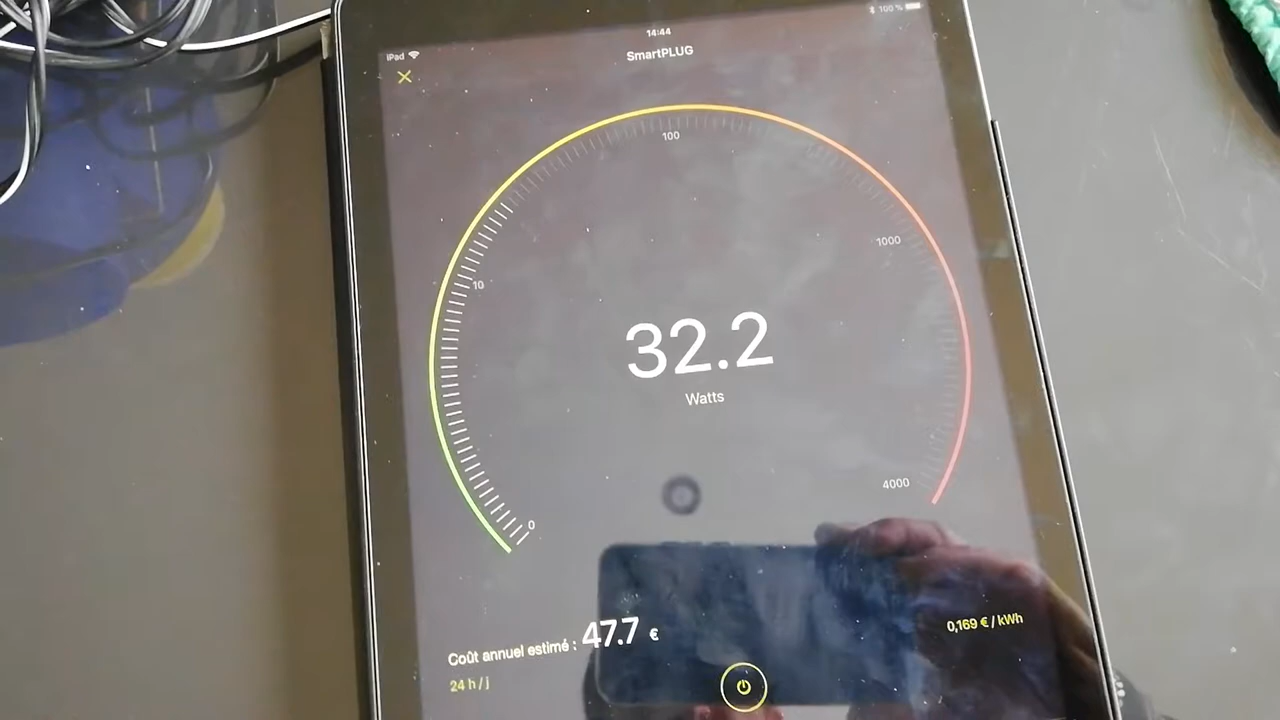 iPad
14:44
100 %
SmartPLUG
100
1000
10
32.2
Watts
4000
0
Coût annuel estimé : 47.7 €
0,169 € / kWh
24 h / j